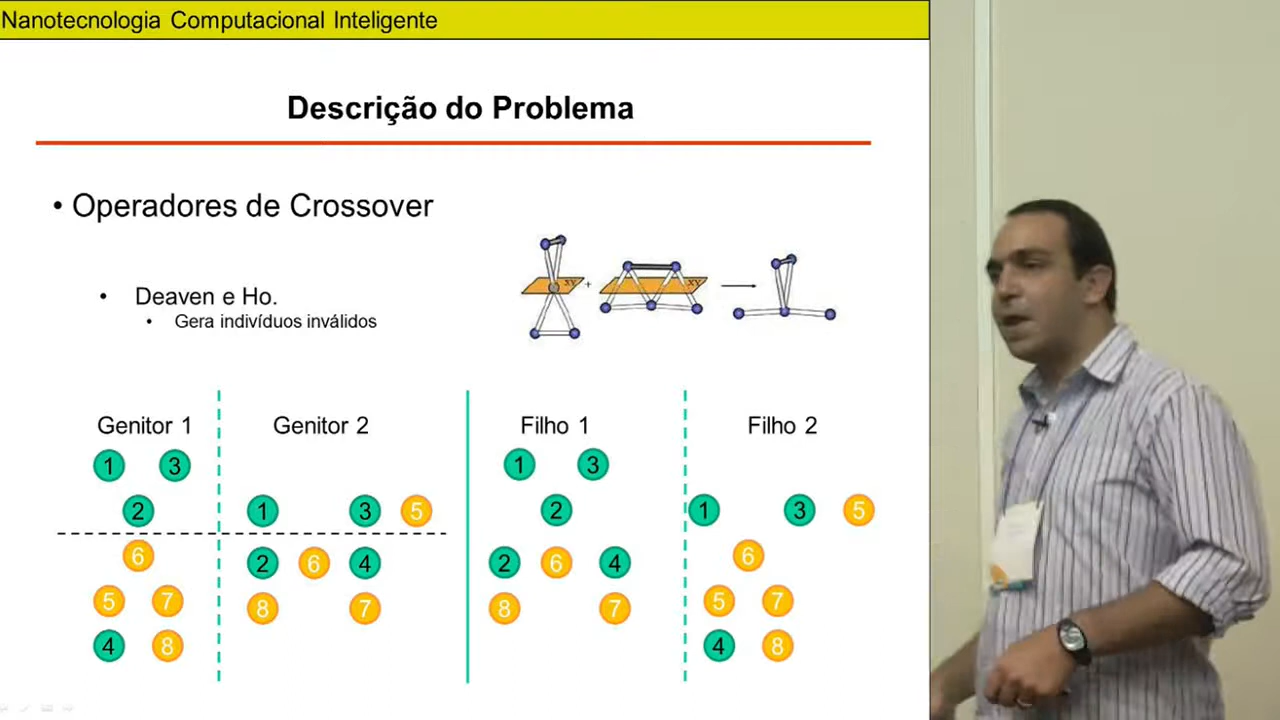 Nanotecnologia Computacional Inteligente
Descrição do Problema
• Operadores de Crossover
• Deaven e Ho.
• Gera indivíduos inválidos
XY + XY
Genitor 1 Genitor 2 Filho 1 Filho 2
1 3 1 3
2 1 3 5 2 1 3 5
6 2 6 4 2 6 4 6
5 7 8 7 8 7 5 7
4 8 4 8